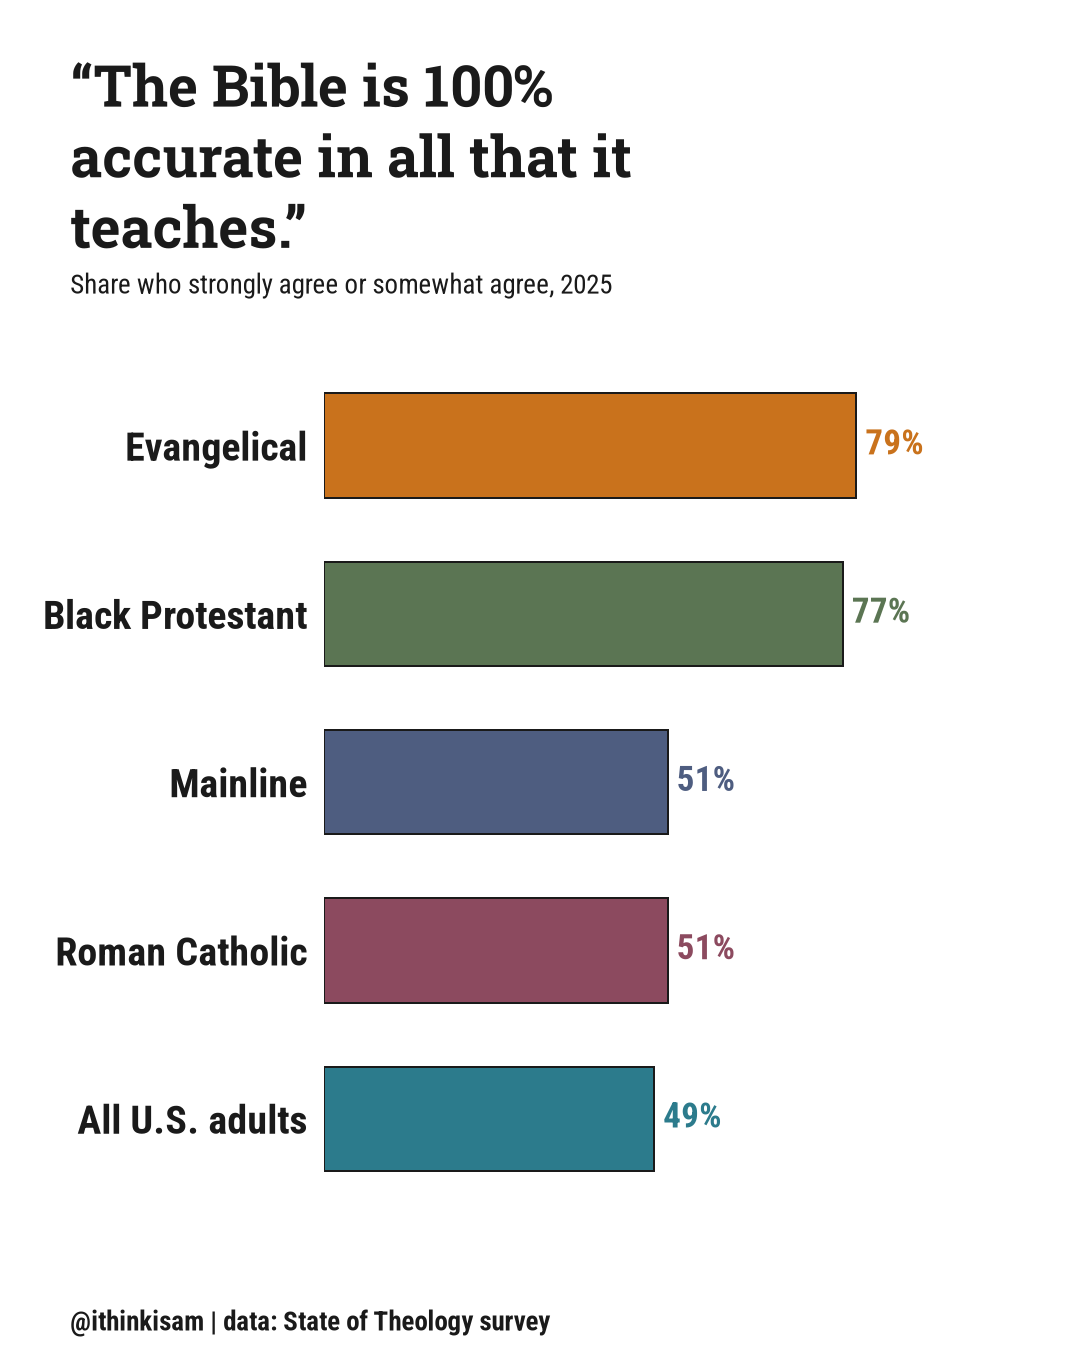 “The Bible is 100%
accurate in all that it
teaches.”
Share who strongly agree or somewhat agree, 2025
Evangelical 79%
Black Protestant 77%
Mainline 51%
Roman Catholic 51%
All U.S. adults 49%
@ithinkisam | data: State of Theology survey